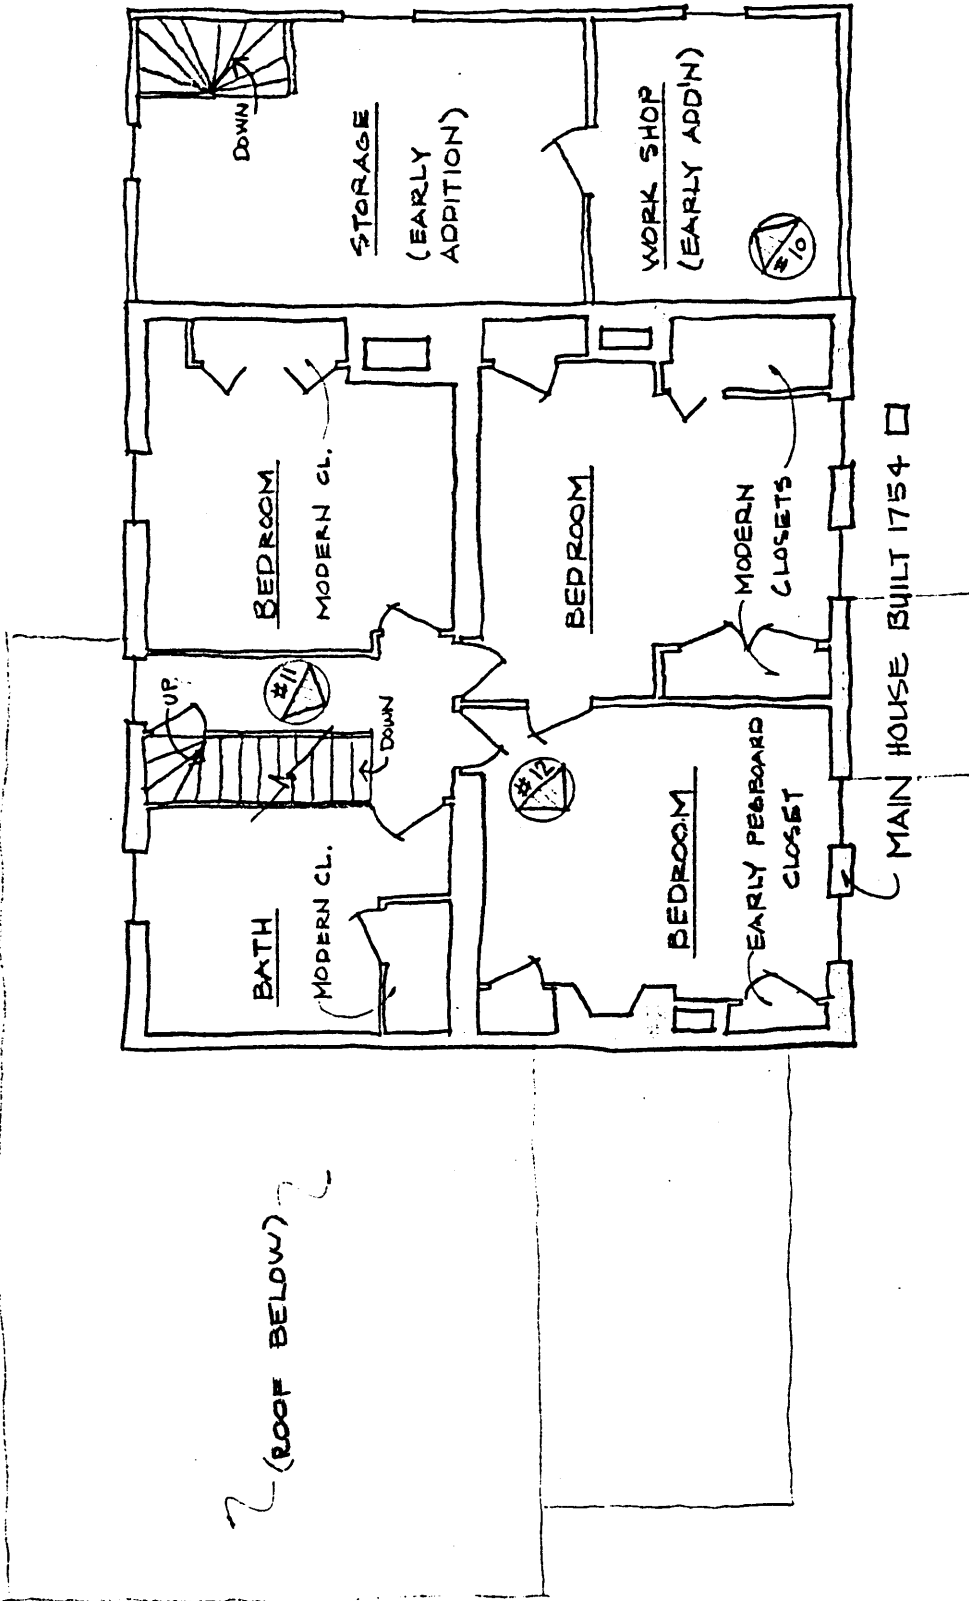 DOWN
STORAGE
(EARLY
ADDITION)
WORK SHOP
(EARLY ADD'N)
#10
BEDROOM
MODERN CL.
BEDROOM
MODERN
CLOSETS
UP
#11
DOWN
BATH
MODERN CL.
#12
BEDROOM
EARLY PEGBOARD
CLOSET
MAIN HOUSE BUILT 1754
(ROOF BELOW)